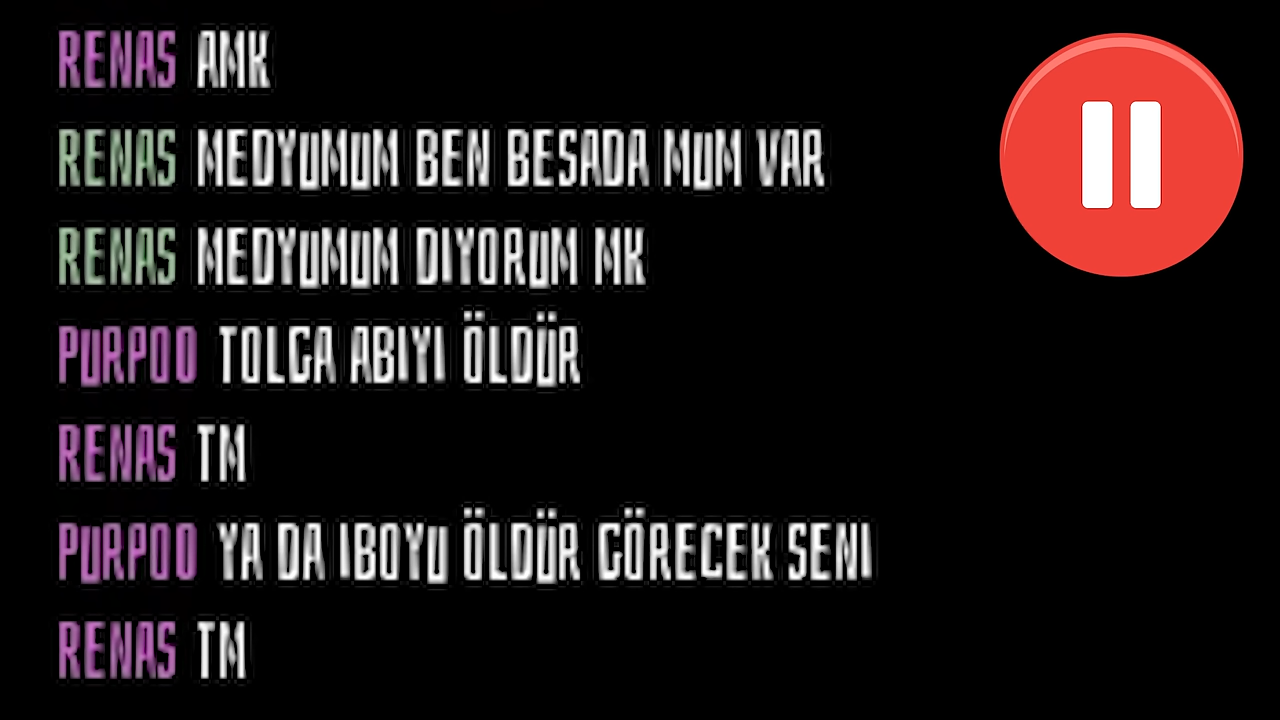 RENAS AMK
RENAS MEDYUMUM BEN BESADA MUM VAR
RENAS MEDYUMUM DIYORUM MK
PURPOO TOLGA ABIYI ÖLDÜR
RENAS TM
PURPOO YA DA IBOYU ÖLDÜR GÖRECEK SENI
RENAS TM